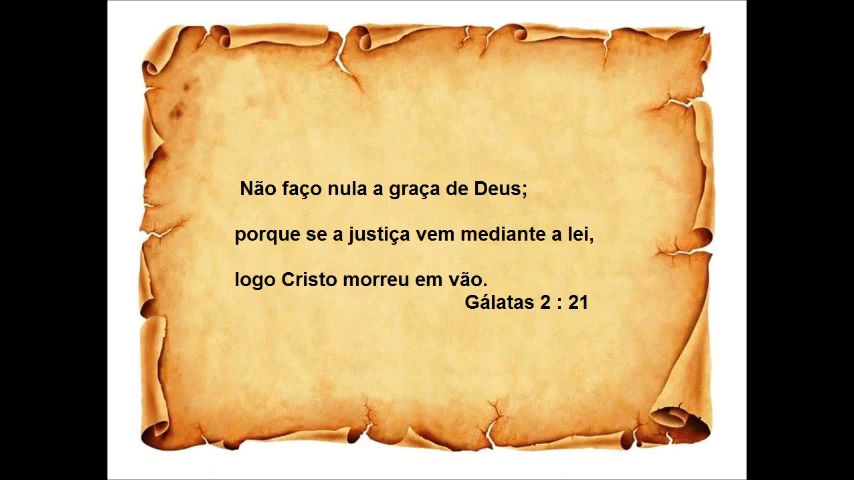 Não faço nula a graça de Deus;
porque se a justiça vem mediante a lei,
logo Cristo morreu em vão.
Gálatas 2 : 21